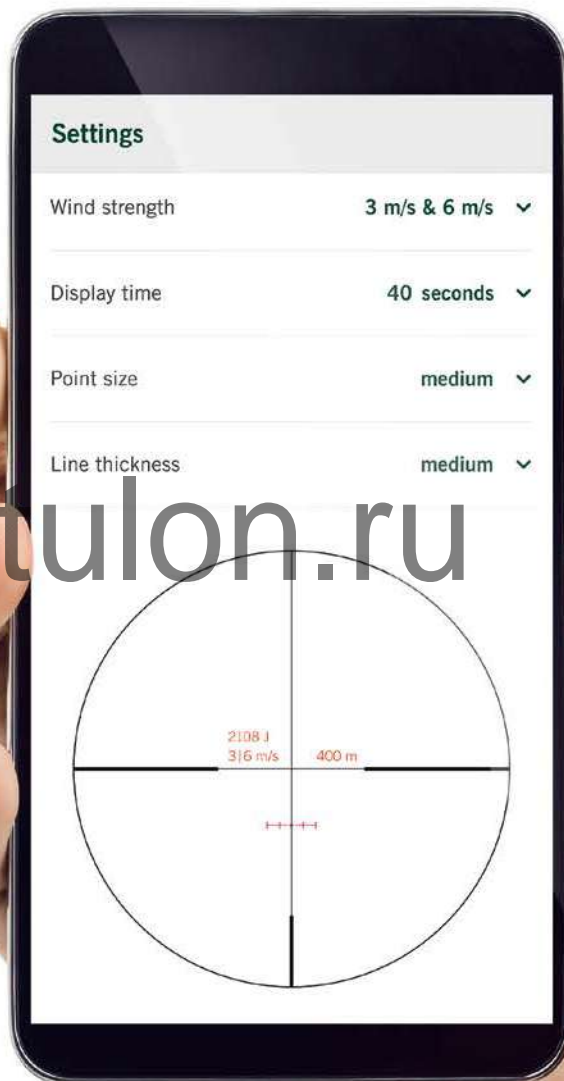 Settings
Wind strength 3 m/s & 6 m/s
Display time 40 seconds
Point size medium
Line thickness medium
tulon.ru
2108 J
3|6 m/s 400 m